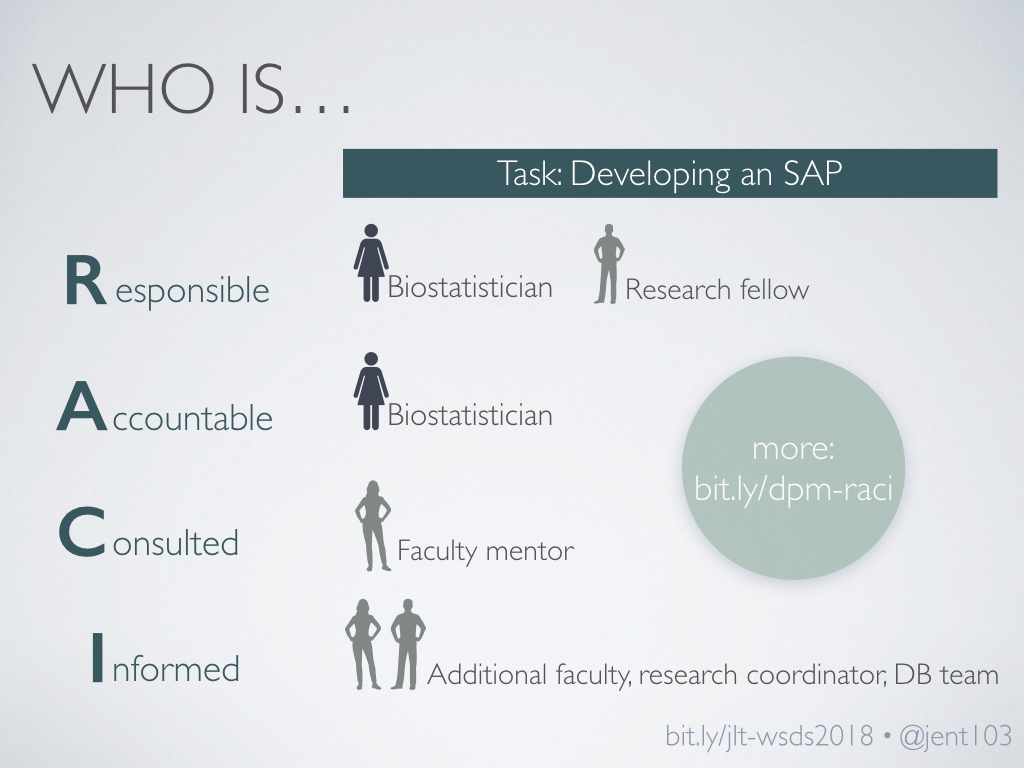 WHO IS…
Task: Developing an SAP
Responsible
Biostatistician
Research fellow
Accountable
Biostatistician
more:
bit.ly/dpm-raci
Consulted
Faculty mentor
Informed
Additional faculty, research coordinator, DB team
bit.ly/jlt-wsds2018 • @jent103